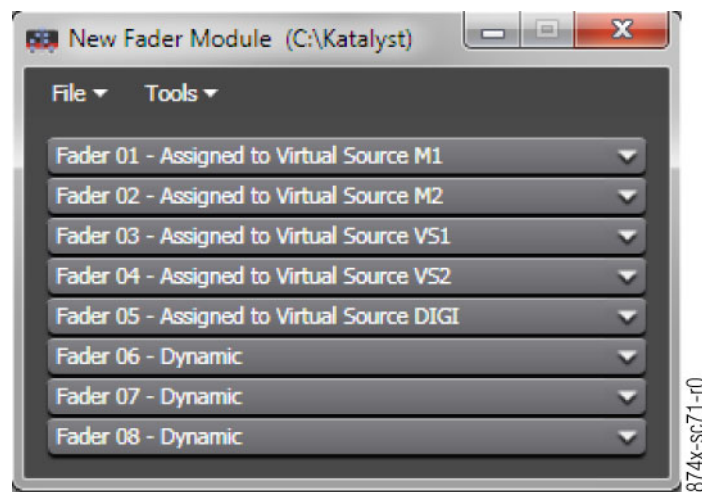 New Fader Module (C:\Katalyst)
File Tools
Fader 01 - Assigned to Virtual Source M1
Fader 02 - Assigned to Virtual Source M2
Fader 03 - Assigned to Virtual Source VS1
Fader 04 - Assigned to Virtual Source VS2
Fader 05 - Assigned to Virtual Source DIGI
Fader 06 - Dynamic
Fader 07 - Dynamic
Fader 08 - Dynamic
874x-sc71-r0